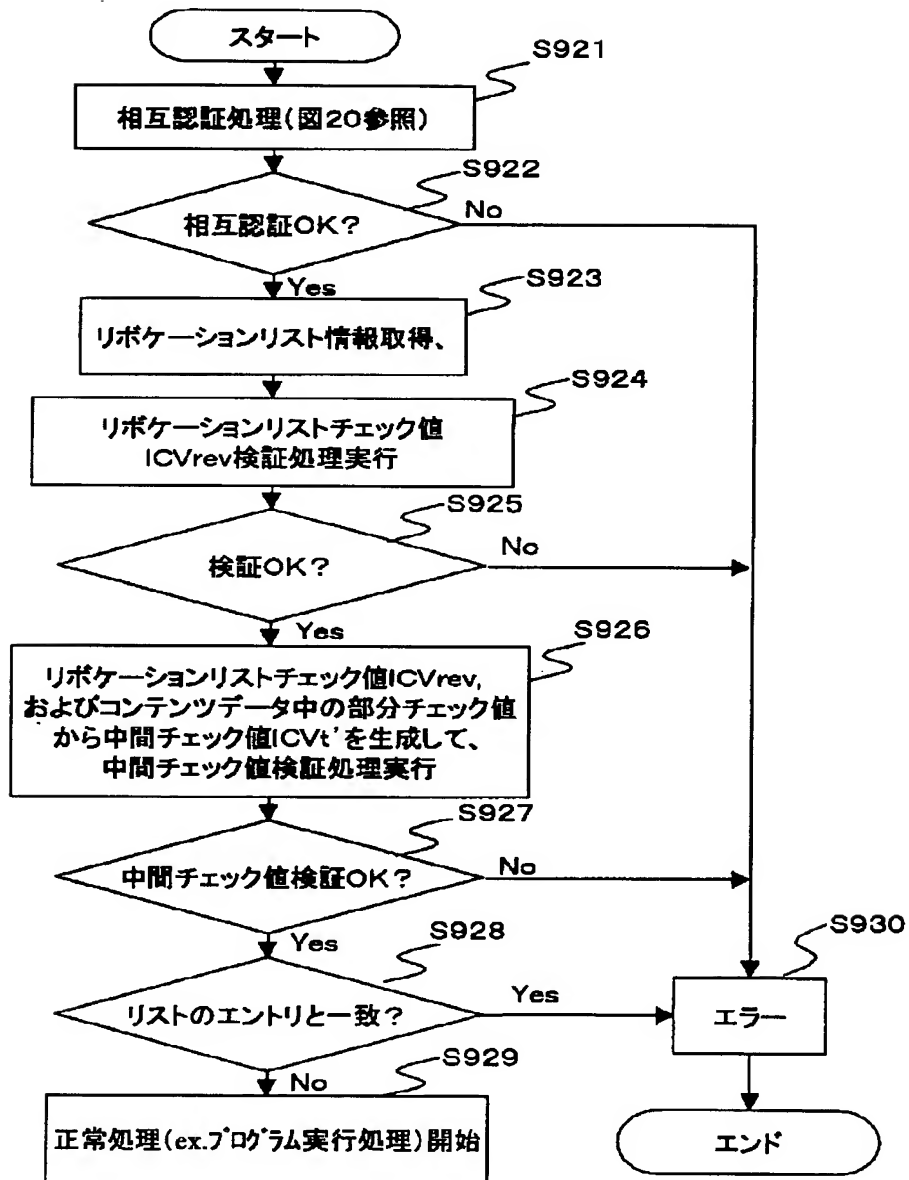 スタート
S921
相互認証処理(図20参照)
S922
相互認証OK?
No
Yes
S923
リボケーションリスト情報取得、
S924
リボケーションリストチェック値
ICVrev検証処理実行
S925
検証OK?
No
Yes
S926
リボケーションリストチェック値ICVrev,
およびコンテンツデータ中の部分チェック値
から中間チェック値ICVt'を生成して、
中間チェック値検証処理実行
S927
中間チェック値検証OK?
No
Yes
S928
リストのエントリと一致?
Yes
S930
エラー
No
S929
正常処理(ex.プログラム実行処理)開始
エンド